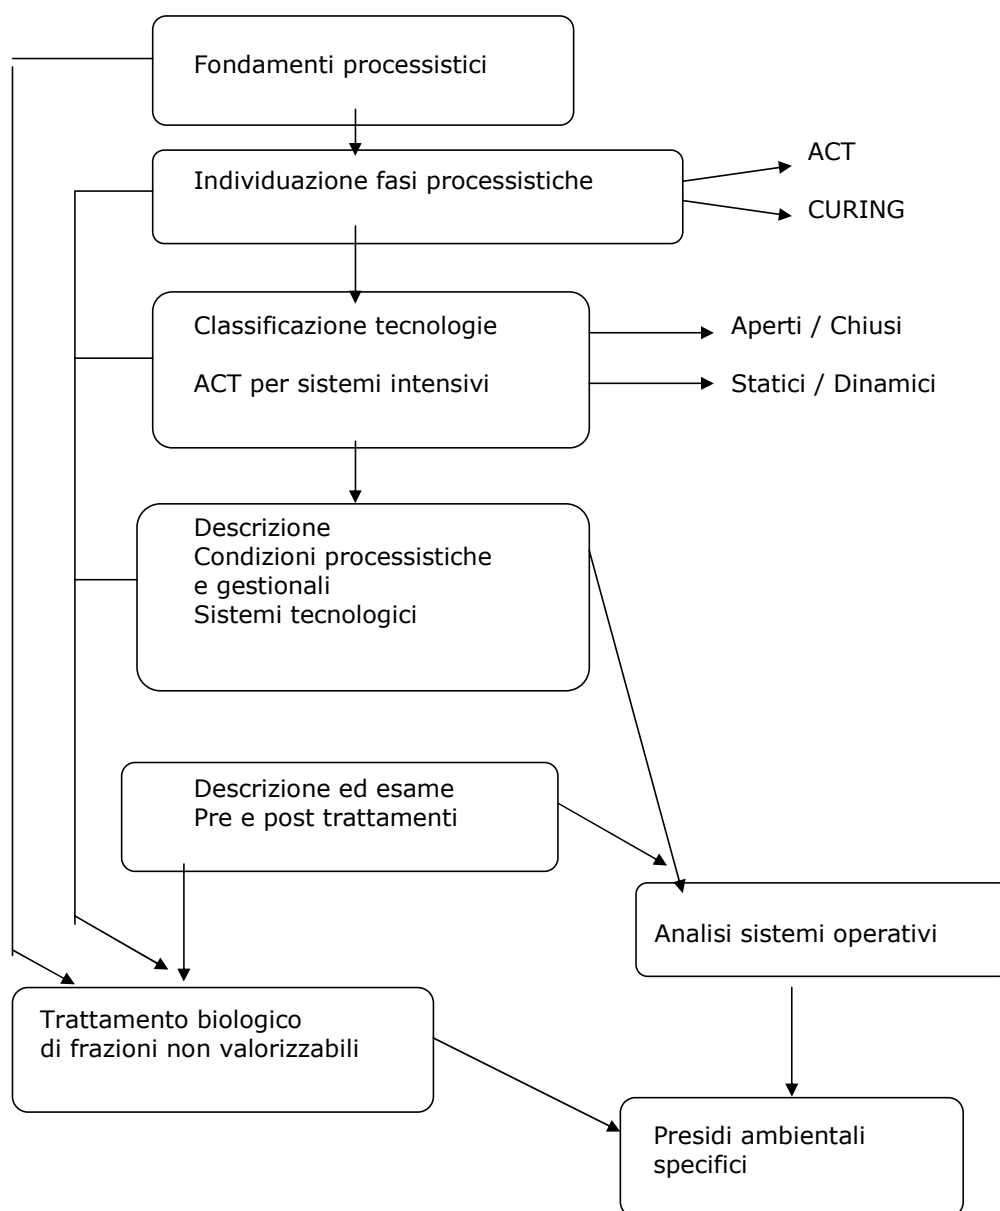 Fondamenti processistici
Individuazione fasi processistiche
ACT
CURING
Classificazione tecnologie
ACT per sistemi intensivi
Aperti / Chiusi
Statici / Dinamici
Descrizione
Condizioni processistiche
e gestionali
Sistemi tecnologici
Descrizione ed esame
Pre e post trattamenti
Analisi sistemi operativi
Trattamento biologico
di frazioni non valorizzabili
Presidi ambientali
specifici